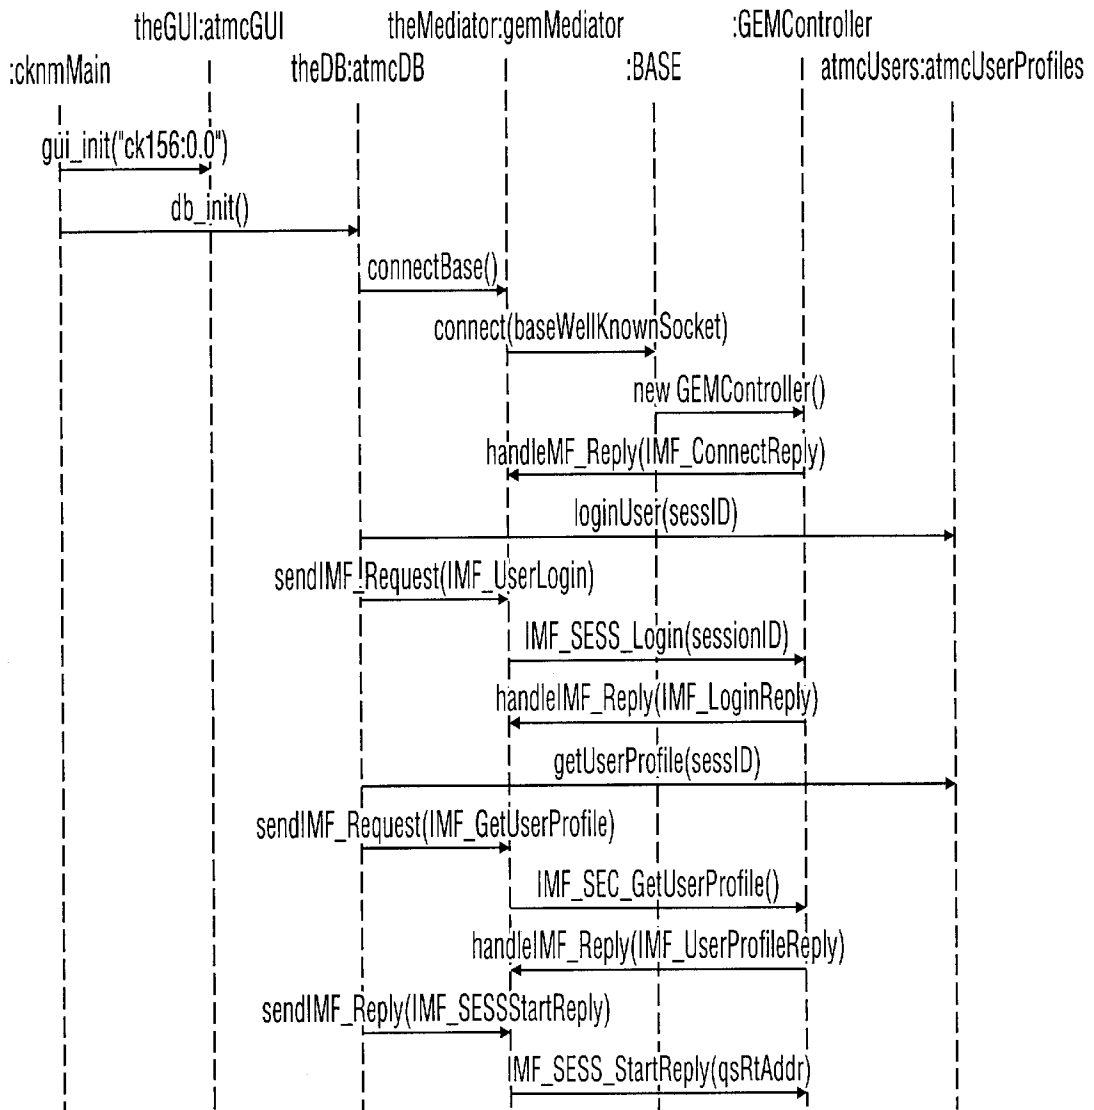 theGUI:atmcGUI theMediator:gemMediator :GEMController
:cknmMain theDB:atmcDB :BASE atmcUsers:atmcUserProfiles
gui_init("ck156:0.0")
db_init()
connectBase()
connect(baseWellKnownSocket)
new GEMController()
handleMF_Reply(IMF_ConnectReply)
loginUser(sessID)
sendIMF_Request(IMF_UserLogin)
IMF_SESS_Login(sessionID)
handleIMF_Reply(IMF_LoginReply)
getUserProfile(sessID)
sendIMF_Request(IMF_GetUserProfile)
IMF_SEC_GetUserProfile()
handleIMF_Reply(IMF_UserProfileReply)
sendIMF_Reply(IMF_SESSStartReply)
IMF_SESS_StartReply(qsRtAddr)